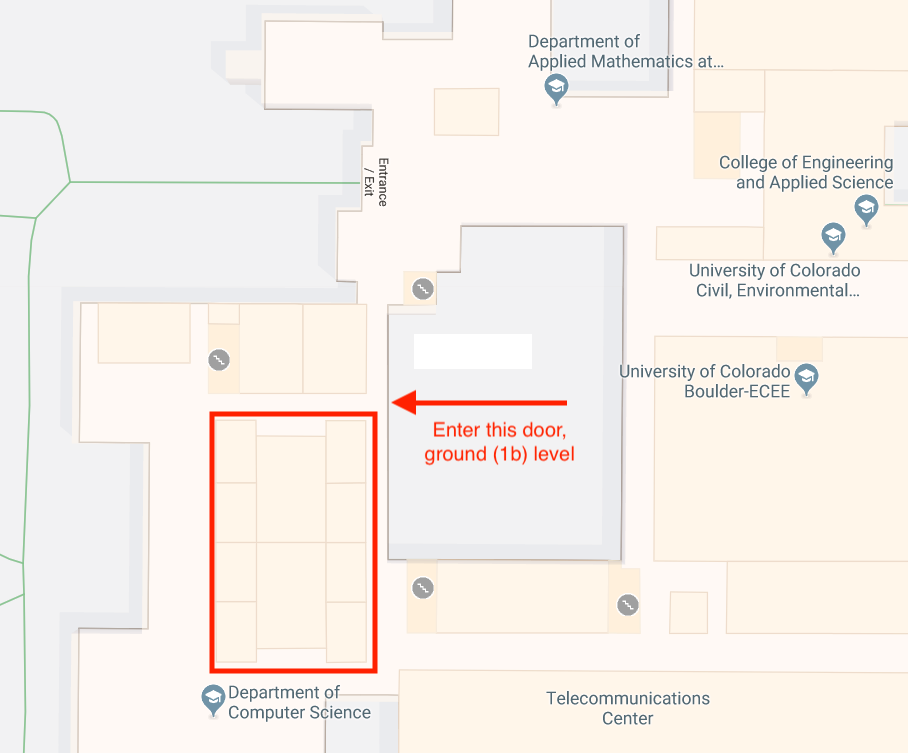 Department of
Applied Mathematics at...
Entrance
/ Exit
College of Engineering
and Applied Science
University of Colorado
Civil, Environmental...
University of Colorado
Boulder-ECEE
Enter this door,
ground (1b) level
Department of
Computer Science
Telecommunications
Center